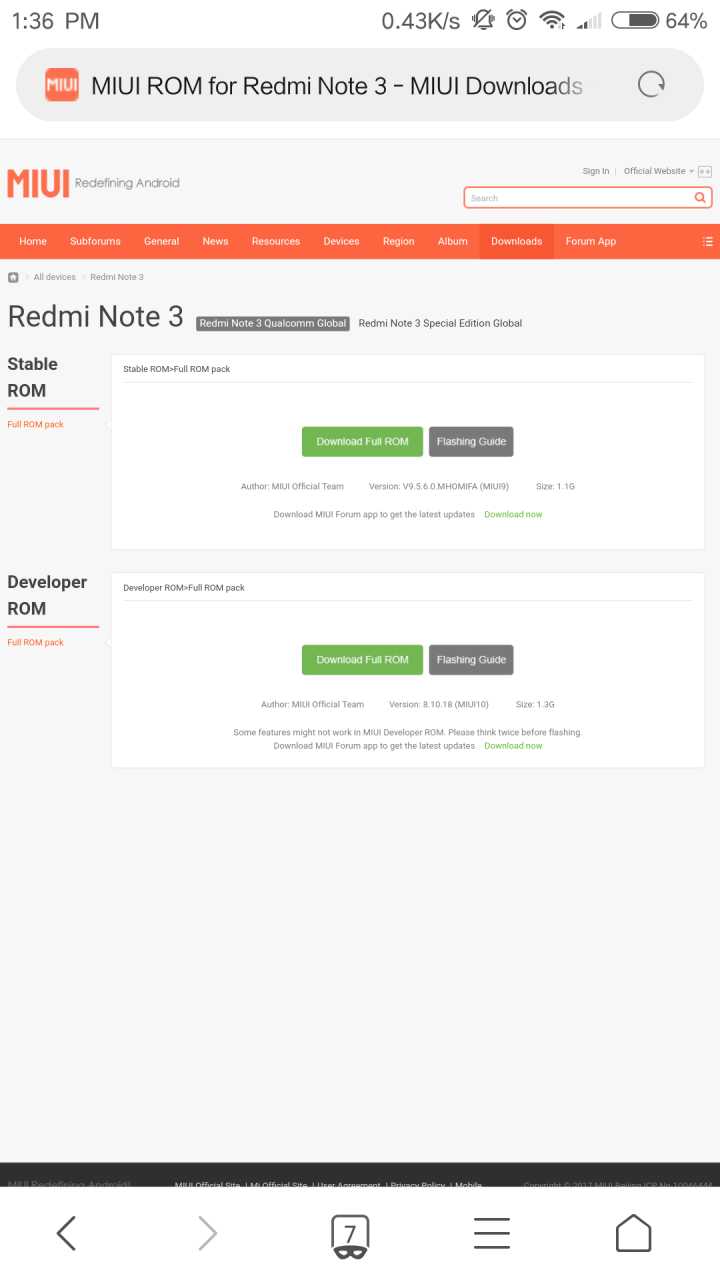 1:36 PM 0.43K/s 64%
MIUI MIUI ROM for Redmi Note 3 - MIUI Downloads
MIUI Redefining Android
Sign In | Official Website
Search
Home Subforums General News Resources Devices Region Album Downloads Forum App
All devices Redmi Note 3
Redmi Note 3 Redmi Note 3 Qualcomm Global Redmi Note 3 Special Edition Global
Stable
ROM
Full ROM pack
Stable ROM>Full ROM pack
Download Full ROM Flashing Guide
Author: MIUI Official Team Version: V9.5.6.0.MHOMIFA (MIUI9) Size: 1.1G
Download MIUI Forum app to get the latest updates Download now
Developer
ROM
Full ROM pack
Developer ROM>Full ROM pack
Download Full ROM Flashing Guide
Author: MIUI Official Team Version: 8.10.18 (MIUI10) Size: 1.3G
Some features might not work in MIUI Developer ROM. Please think twice before flashing.
Download MIUI Forum app to get the latest updates Download now
MIUI Redefining Android! MIUI Official Site | Mi Official Site | User Agreement | Privacy Policy | Mobile
7